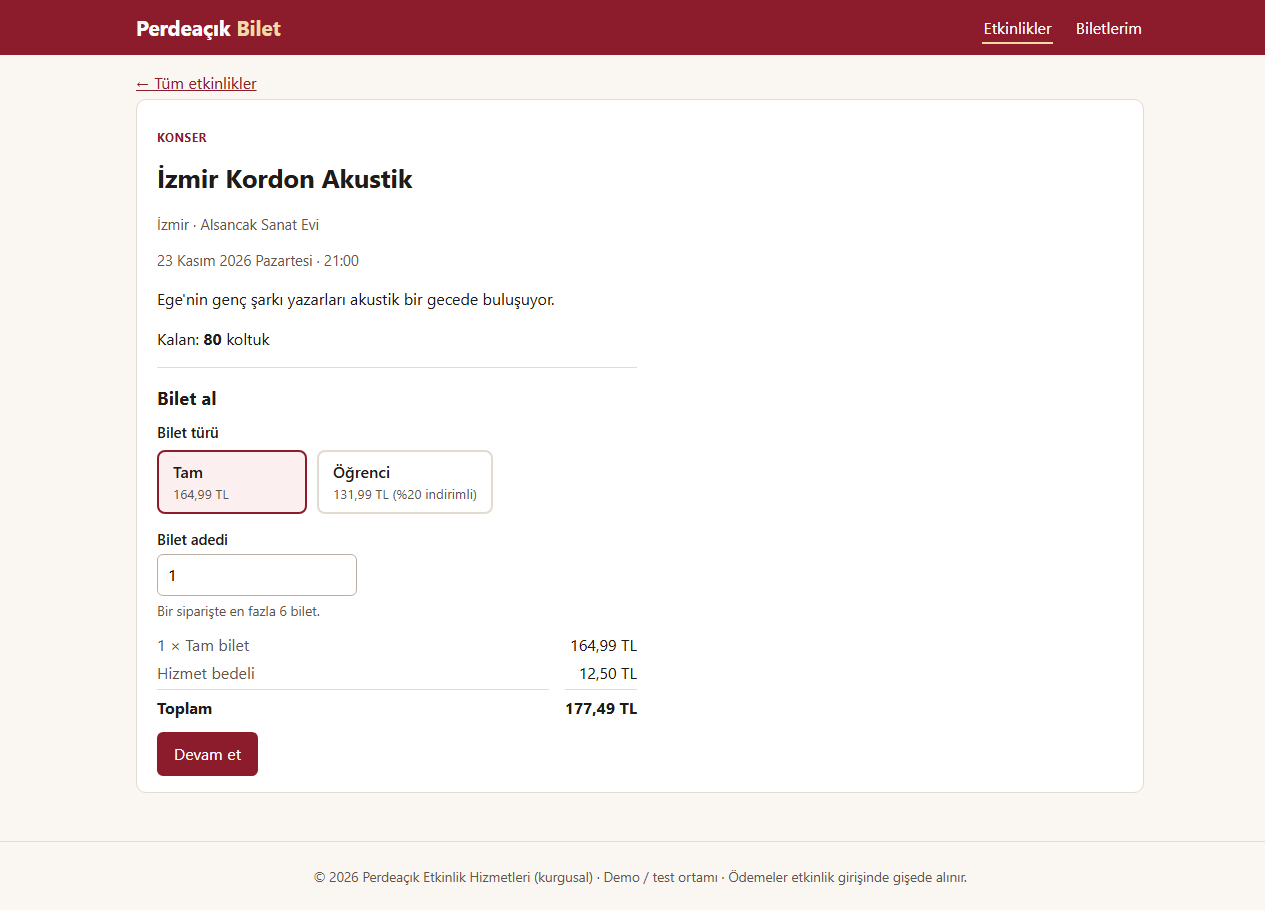 Perdeaçık Bilet
Etkinlikler
Biletlerim
← Tüm etkinlikler
KONSER
İzmir Kordon Akustik
İzmir · Alsancak Sanat Evi
23 Kasım 2026 Pazartesi · 21:00
Ege'nin genç şarkı yazarları akustik bir gecede buluşuyor.
Kalan: 80 koltuk
Bilet al
Bilet türü
Tam
164,99 TL
Öğrenci
131,99 TL (%20 indirimli)
Bilet adedi
1
Bir siparişte en fazla 6 bilet.
1 × Tam bilet 164,99 TL
Hizmet bedeli 12,50 TL
Toplam 177,49 TL
Devam et
© 2026 Perdeaçık Etkinlik Hizmetleri (kurgusal) · Demo / test ortamı · Ödemeler etkinlik girişinde gişede alınır.